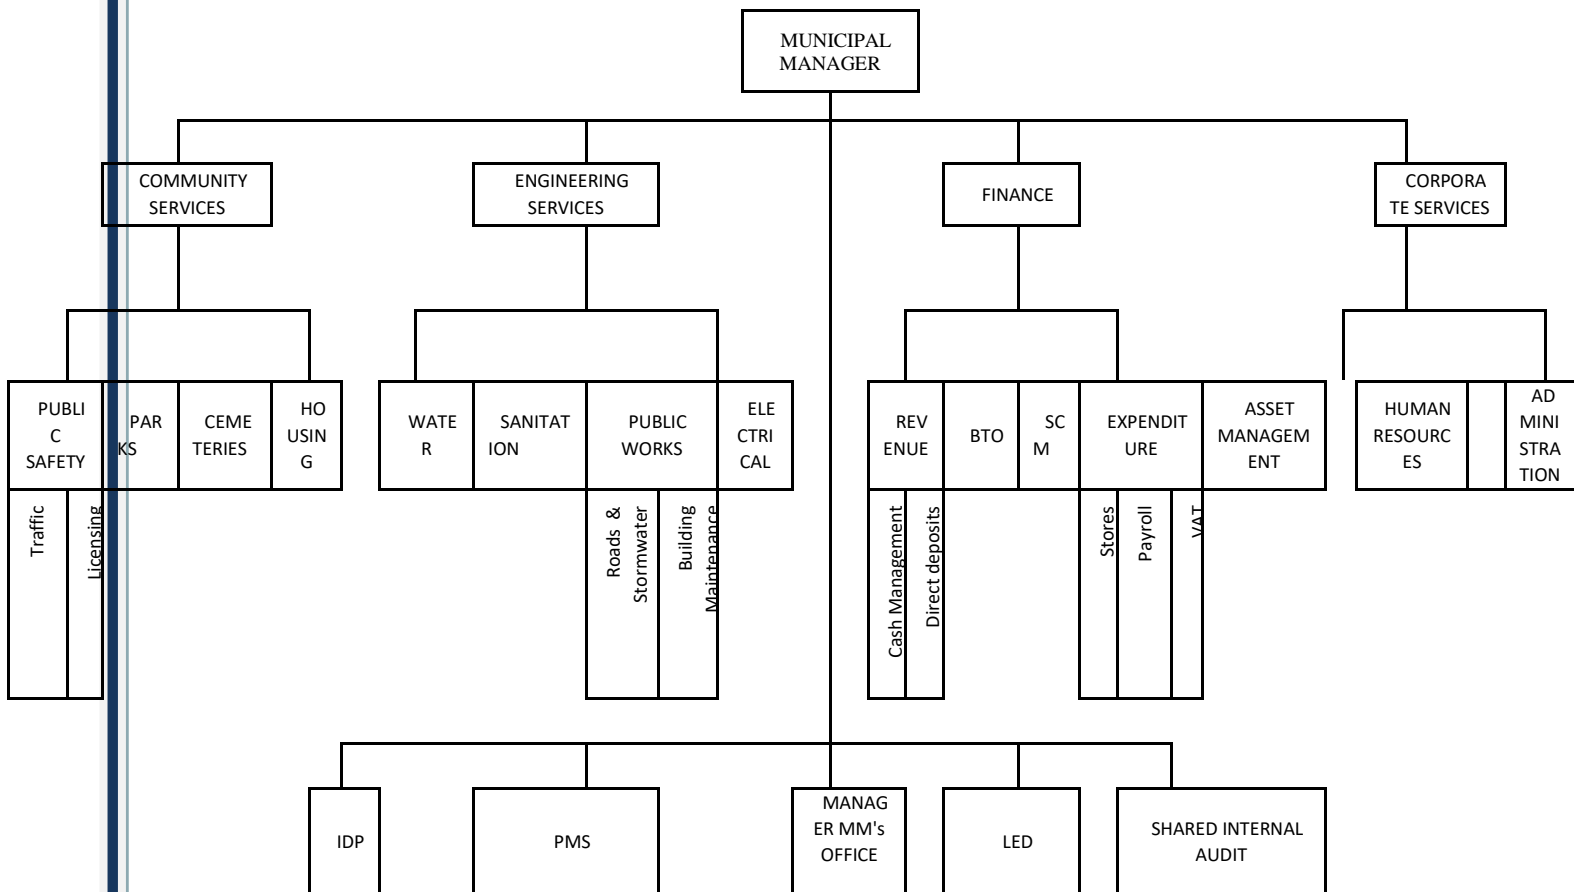 MUNICIPAL
MANAGER
COMMUNITY
SERVICES
ENGINEERING
SERVICES
FINANCE
CORPORA
TE SERVICES
PUBLI
C
SAFETY
PAR
KS
CEME
TERIES
HO
USIN
G
WATE
R
SANITAT
ION
PUBLIC
WORKS
ELE
CTRI
CAL
REV
ENUE
BTO
SC
M
EXPENDIT
URE
ASSET
MANAGEM
ENT
HUMAN
RESOURC
ES
AD
MINI
STRA
TION
Traffic
Licensing
Roads &
Stormwater
Building
Maintenance
Cash Management
Direct deposits
Stores
Payroll
VAT
IDP
PMS
MANAG
ER MM's
OFFICE
LED
SHARED INTERNAL
AUDIT